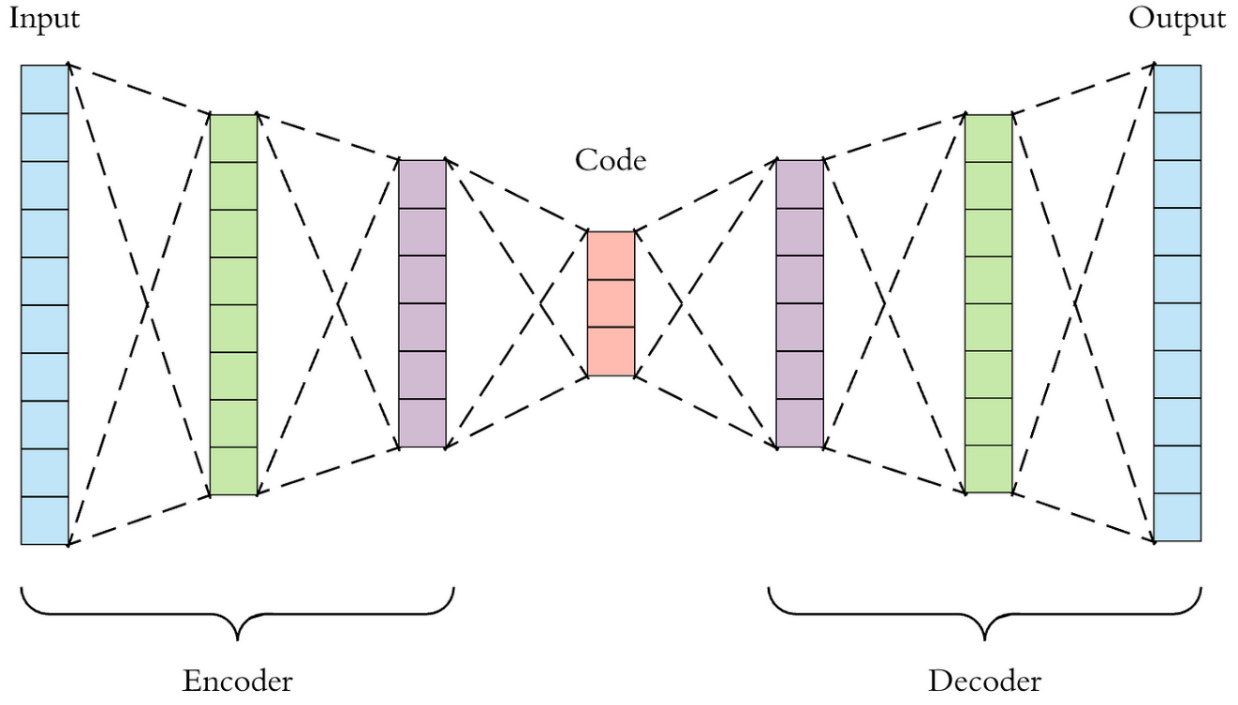 Input
Output
Code
Encoder
Decoder